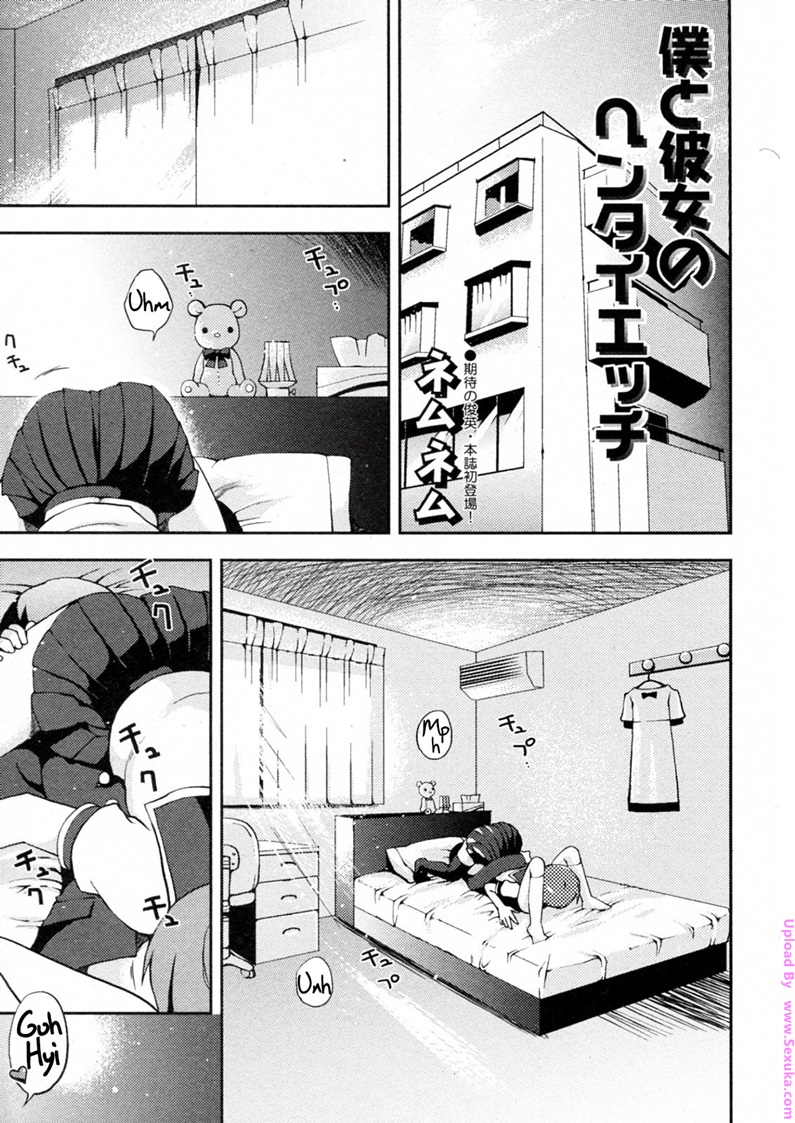 僕と彼女の
ヘンタイエッチ
●期待の俊英・本誌初登場！
ネムネム
チュプ…
チュ…
Uhm
クチュ
チュプ…
Mp
h
チュプ
Unh
チュク
チュク
チュク
チュク
Guh
Hyi
Upload By www.Sexuka.com